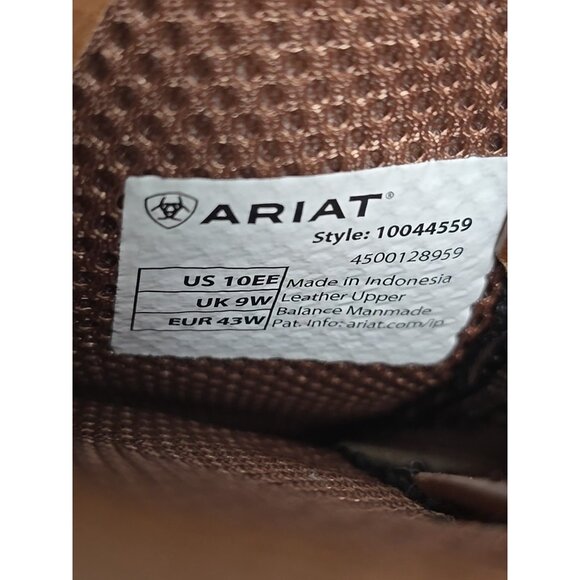 ARIAT®
Style: 10044559
4500128959
US 10EE Made in Indonesia
UK 9W Leather Upper
EUR 43W Balance Manmade
Pat. Info: ariat.com/ip